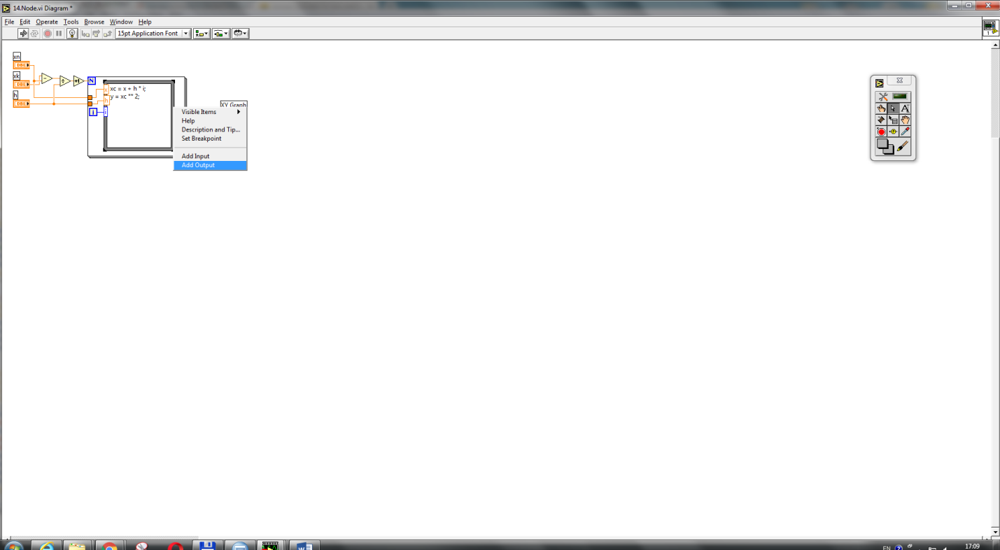 14.Node.vi Diagram *
File Edit Operate Tools Browse Window Help
15pt Application Font
1
xn
DBL
xk
DBL
h
DBL
N
x
xc = x + h * i;
y = xc ** 2;
h
i
i
XY Graph
Visible Items
Help
Description and Tip...
Set Breakpoint
Add Input
Add Output
A
EN
17:09